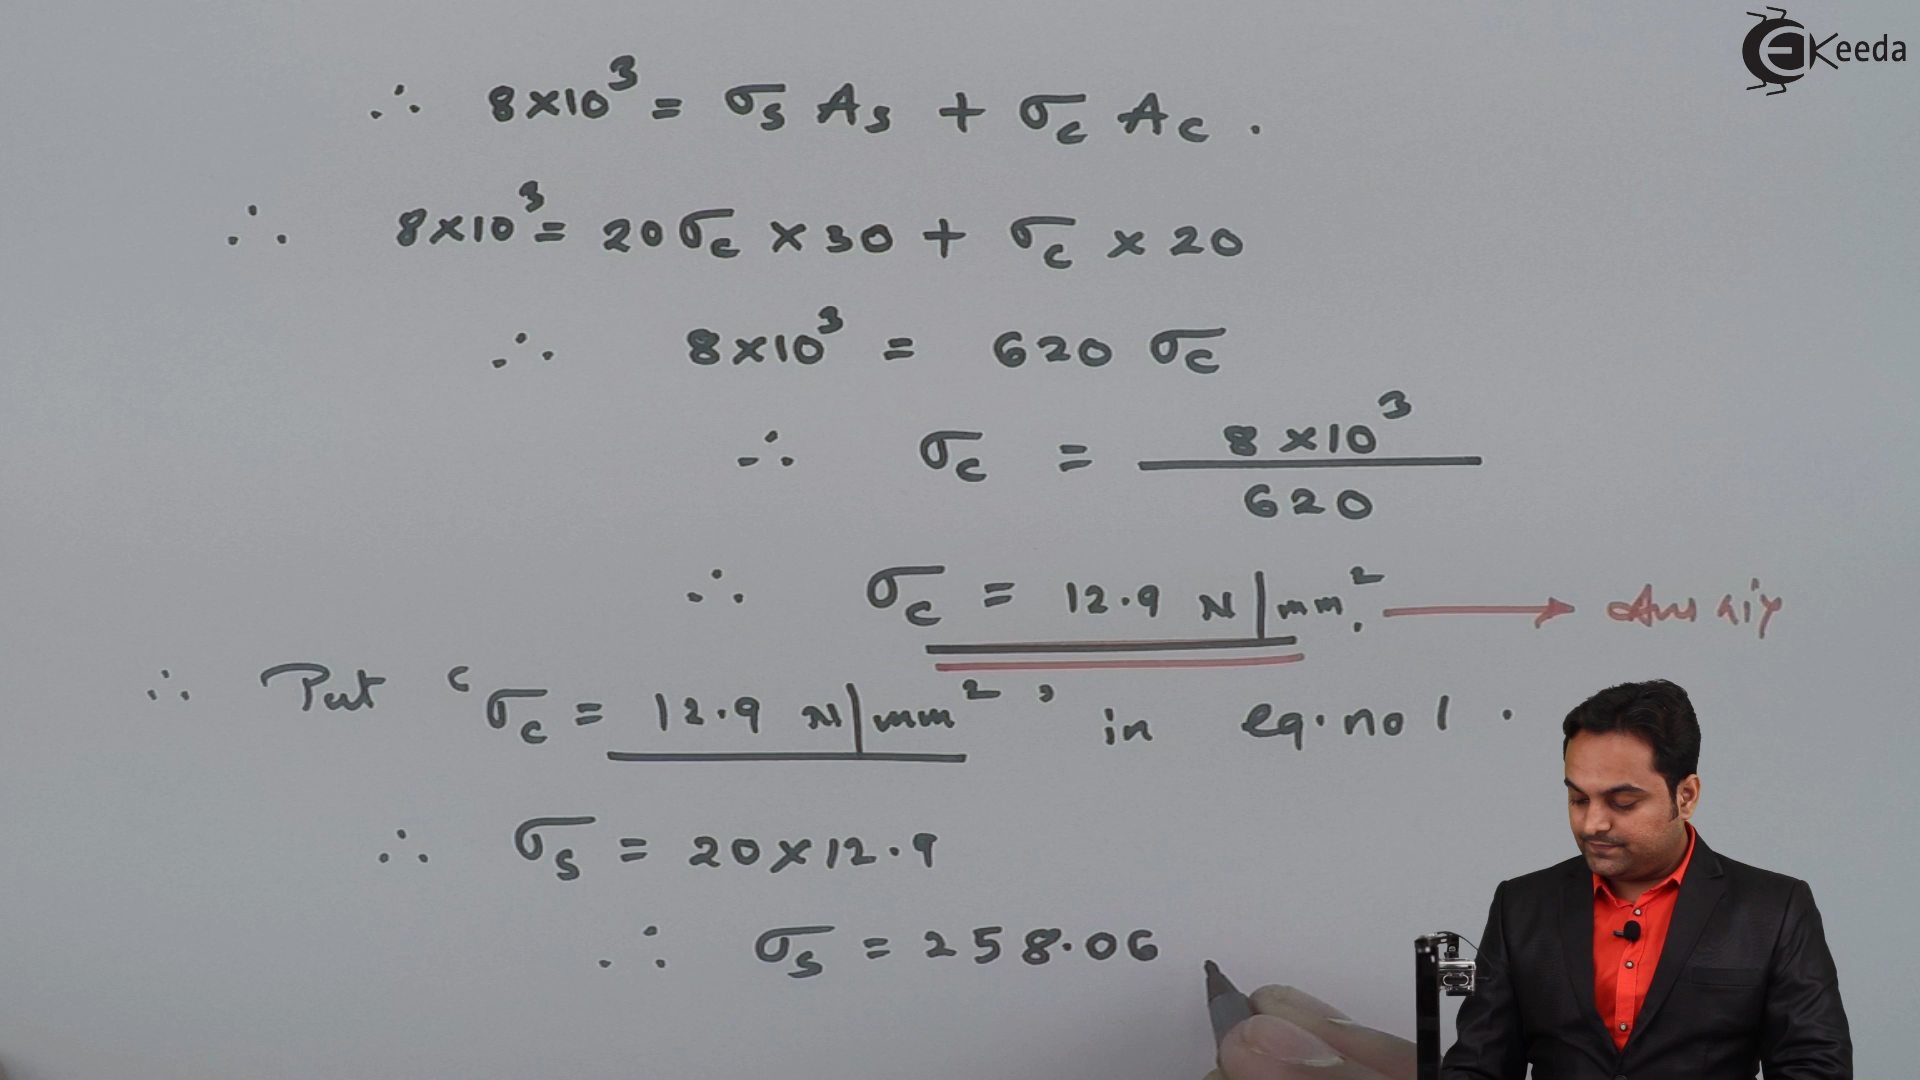 EKeeda
∴ 8×10³ = σs As + σc Ac .
∴ 8×10³ = 20σc × 30 + σc × 20
∴ 8×10³ = 620 σc
∴ σc = 8×10³ / 620
∴ σc = 12.9 N/mm². → Ans
∴ Put ‘σc = 12.9 N/mm²’ in eq.no 1 .
∴ σs = 20×12.9
∴ σs = 258.06